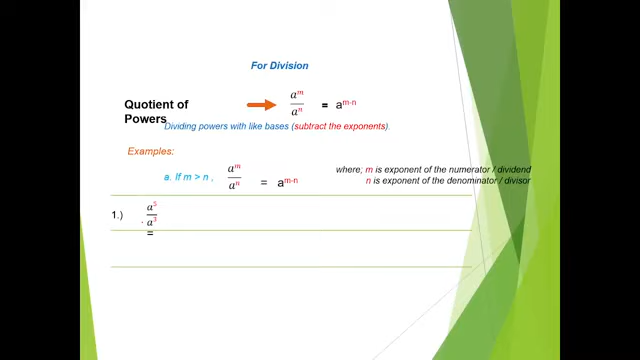 For Division
Quotient of Powers
a^m / a^n = a^m-n
Dividing powers with like bases (subtract the exponents).
Examples:
a. If m > n , a^m / a^n = a^m-n
where; m is exponent of the numerator / dividend
n is exponent of the denominator / divisor
1.) a^5 / a^3 =